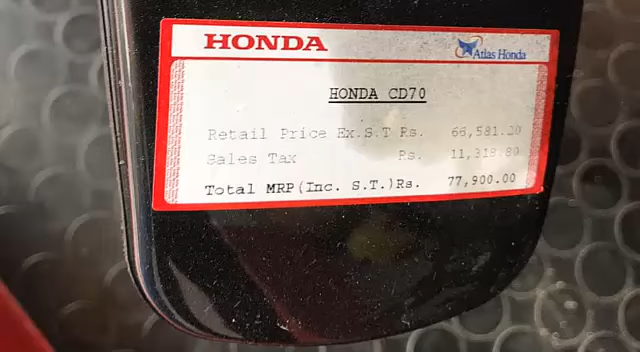 HONDA
Atlas Honda
HONDA CD70
Retail Price Ex.S.T Rs. 66,581.20
Sales Tax Rs. 11,318.80
Total MRP(Inc. S.T.)Rs. 77,900.00